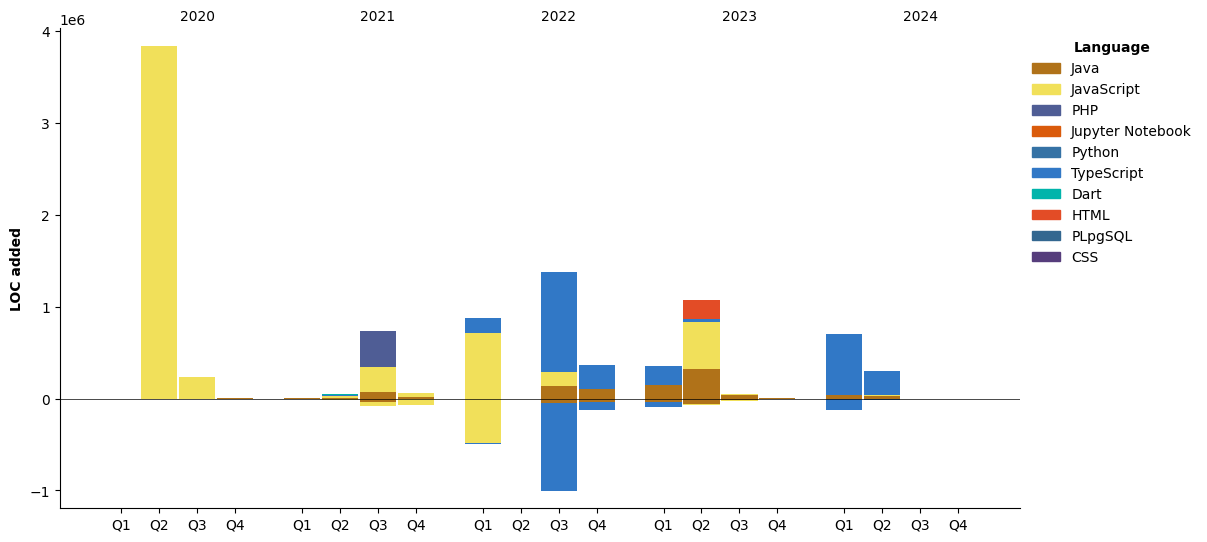 1e6
2020 2021 2022 2023 2024
4
3
2
1
0
−1
LOC added
Q1 Q2 Q3 Q4 Q1 Q2 Q3 Q4 Q1 Q2 Q3 Q4 Q1 Q2 Q3 Q4 Q1 Q2 Q3 Q4
Language
Java
JavaScript
PHP
Jupyter Notebook
Python
TypeScript
Dart
HTML
PLpgSQL
CSS